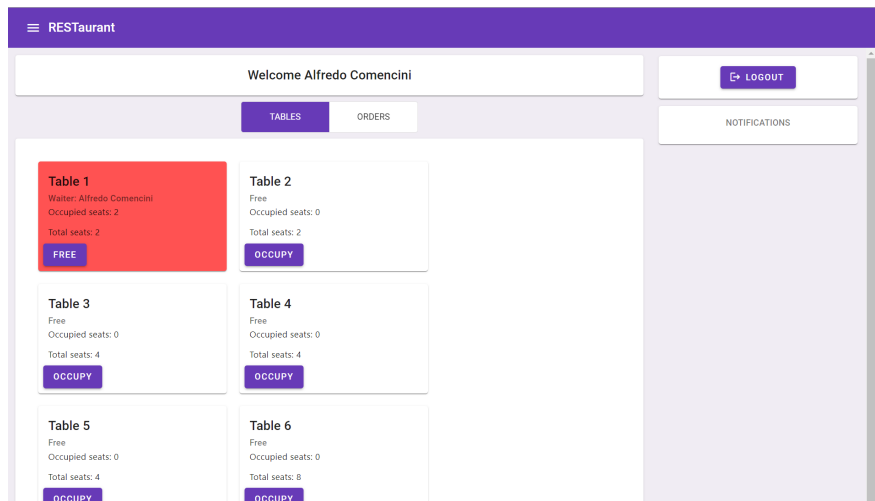 RESTaurant
Welcome Alfredo Comencini
LOGOUT
TABLES
ORDERS
NOTIFICATIONS
Table 1
Waiter: Alfredo Comencini
Occupied seats: 2
Total seats: 2
FREE
Table 2
Free
Occupied seats: 0
Total seats: 2
OCCUPY
Table 3
Free
Occupied seats: 0
Total seats: 4
OCCUPY
Table 4
Free
Occupied seats: 0
Total seats: 4
OCCUPY
Table 5
Free
Occupied seats: 0
Total seats: 4
OCCUPY
Table 6
Free
Occupied seats: 0
Total seats: 8
OCCUPY